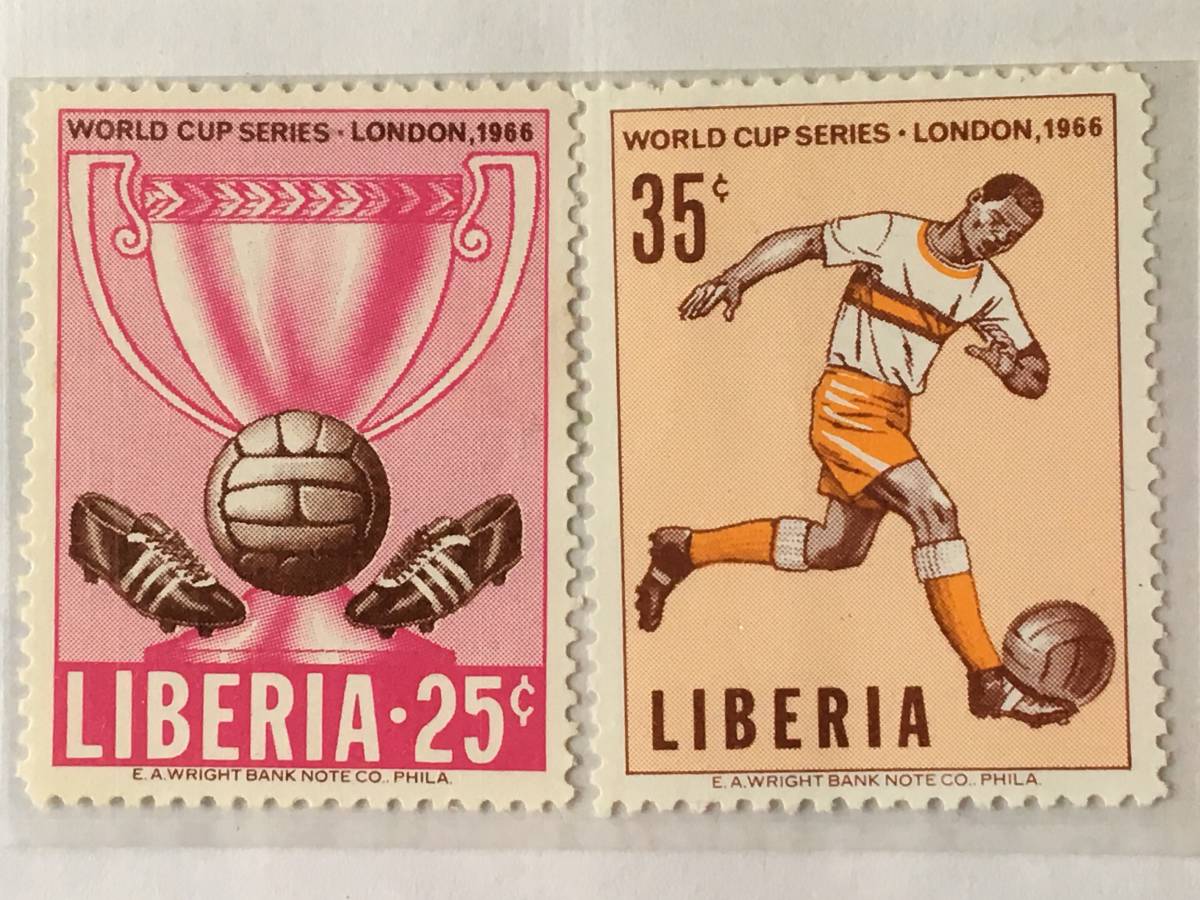 WORLD CUP SERIES · LONDON, 1966
LIBERIA · 25¢
E. A. WRIGHT BANK NOTE CO., PHILA.
WORLD CUP SERIES · LONDON, 1966
35¢
LIBERIA
E. A. WRIGHT BANK NOTE CO., PHILA.